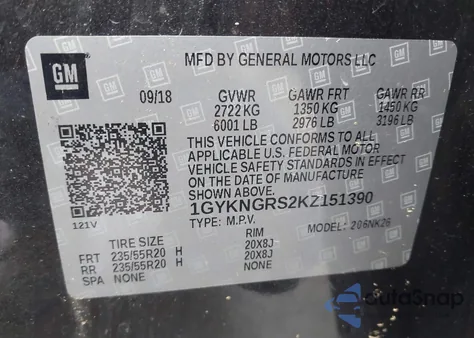 GM
MFD BY GENERAL MOTORS LLC
09/18 GVWR GAWR FRT GAWR RR
2722 KG 1350 KG 1450 KG
6001 LB 2976 LB 3196 LB
THIS VEHICLE CONFORMS TO ALL
APPLICABLE U.S. FEDERAL MOTOR
VEHICLE SAFETY STANDARDS IN EFFECT
ON THE DATE OF MANUFACTURE
SHOWN ABOVE.
1GYKNGRS2KZ151390
121V
TYPE: M.P.V. MODEL: 206NK26
TIRE SIZE RIM
FRT 235/55R20 H 20X8J
RR 235/55R20 H 20X8J
SPA NONE NONE
autoSnap